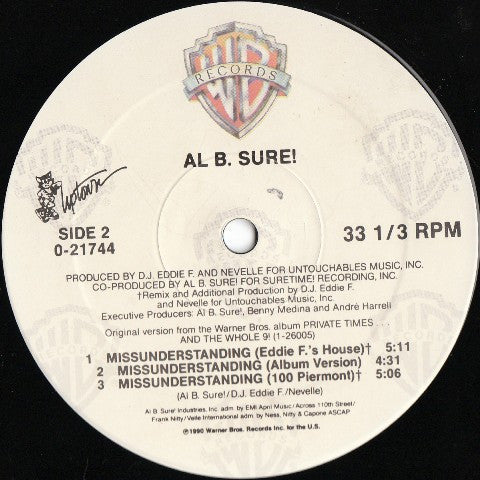 WB
RECORDS
AL B. SURE!
Uptown
SIDE 2
0-21744
33 1/3 RPM
PRODUCED BY D.J. EDDIE F. AND NEVELLE FOR UNTOUCHABLES MUSIC, INC.
CO-PRODUCED BY AL B. SURE! FOR SURETIME! RECORDING, INC.
†Remix and Additional Production by D.J. Eddie F.
and Nevelle for Untouchables Music, Inc.
Executive Producers: Al B. Sure!, Benny Medina and André Harrell
Original version from the Warner Bros. album PRIVATE TIMES . . .
AND THE WHOLE 9! (1-26005)
1 MISSUNDERSTANDING (Eddie F.'s House)† 5:11
2 MISSUNDERSTANDING (Album Version) 4:31
3 MISSUNDERSTANDING (100 Piermont)† 5:06
(Al B. Sure!/D.J. Eddie F./Nevelle)
Al B. Sure! Industries, Inc. adm. by EMI April Music/Across 110th Street/
Frank Nitty/Velle International adm. by Ness, Nitty & Capone ASCAP
℗1990 Warner Bros. Records Inc. for the U.S.